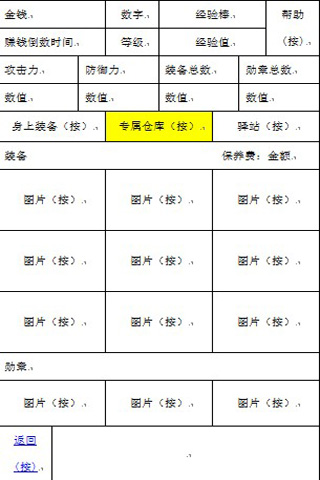 金钱 数字 经验棒 帮助
赚钱倒数时间 等级 经验值 （按）
攻击力 防御力 装备总数 勋章总数
数值 数值 数值 数值
身上装备（按） 专属仓库（按） 驿站（按）
装备 保养费：金额
图片（按） 图片（按） 图片（按）
图片（按） 图片（按） 图片（按）
图片（按） 图片（按） 图片（按）
勋章
图片（按） 图片（按） 图片（按）
返回
（按）